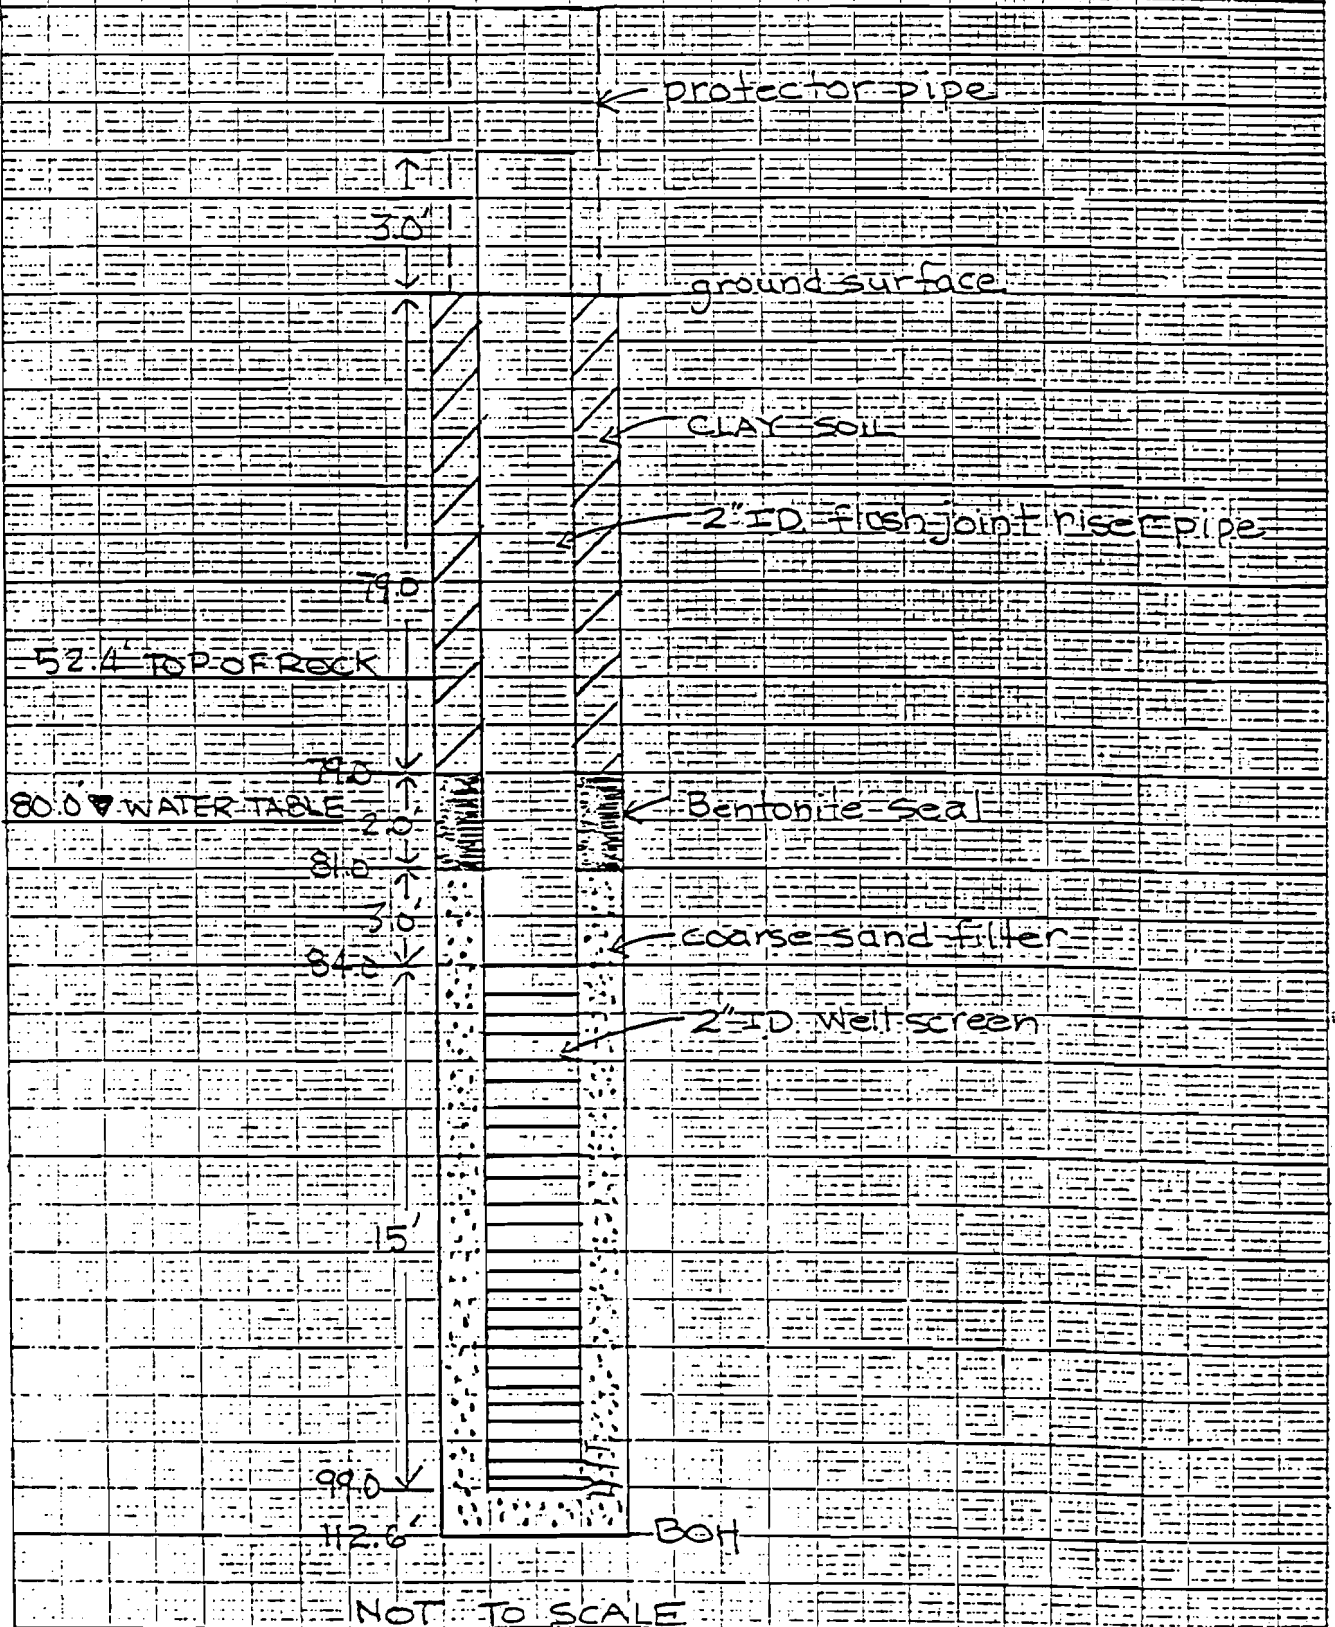 protector pipe
3.0'
ground surface
CLAY SOIL
2" ID flush joint riser pipe
79.0
52.4' TOP OF ROCK
79.0
80.0' WATER TABLE
2.0'
Bentonite seal
81.0
3.0'
coarse sand filter
84.0
2" ID well screen
15'
99.0
112.6'
BOH
NOT TO SCALE